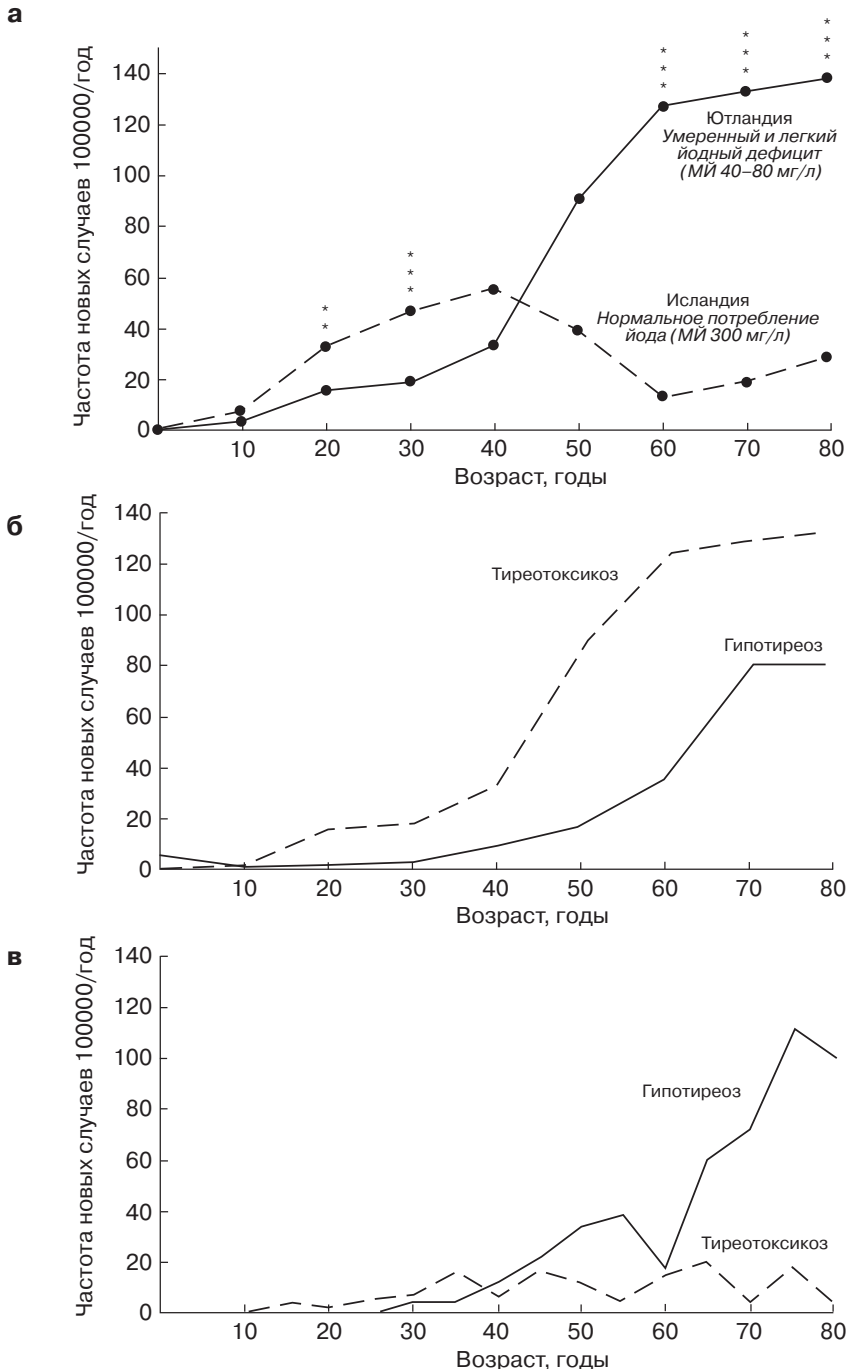 а
Частота новых случаев 100000/год
140
120
100
80
60
40
20
0
* * *
* * *
* * *
* *
* * *
Ютландия
Умеренный и легкий
йодный дефицит
(МЙ 40–80 мг/л)
Исландия
Нормальное потребление
йода (МЙ 300 мг/л)
10 20 30 40 50 60 70 80
Возраст, годы
б
Частота новых случаев 100000/год
140
120
100
80
60
40
20
0
Тиреотоксикоз
Гипотиреоз
10 20 30 40 50 60 70 80
Возраст, годы
в
Частота новых случаев 100000/год
140
120
100
80
60
40
20
0
Гипотиреоз
Тиреотоксикоз
10 20 30 40 50 60 70 80
Возраст, годы